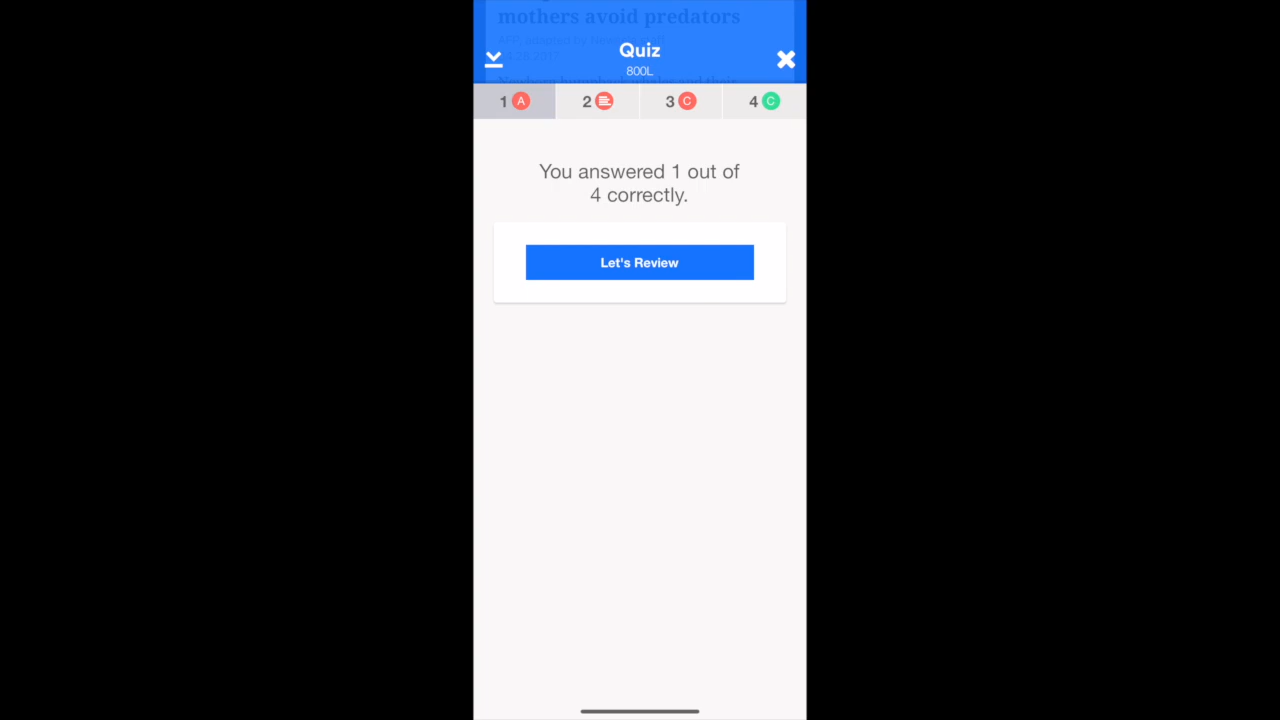 mothers avoid predators
Quiz
800L
1 A
2
3 C
4 C
You answered 1 out of
4 correctly.
Let's Review